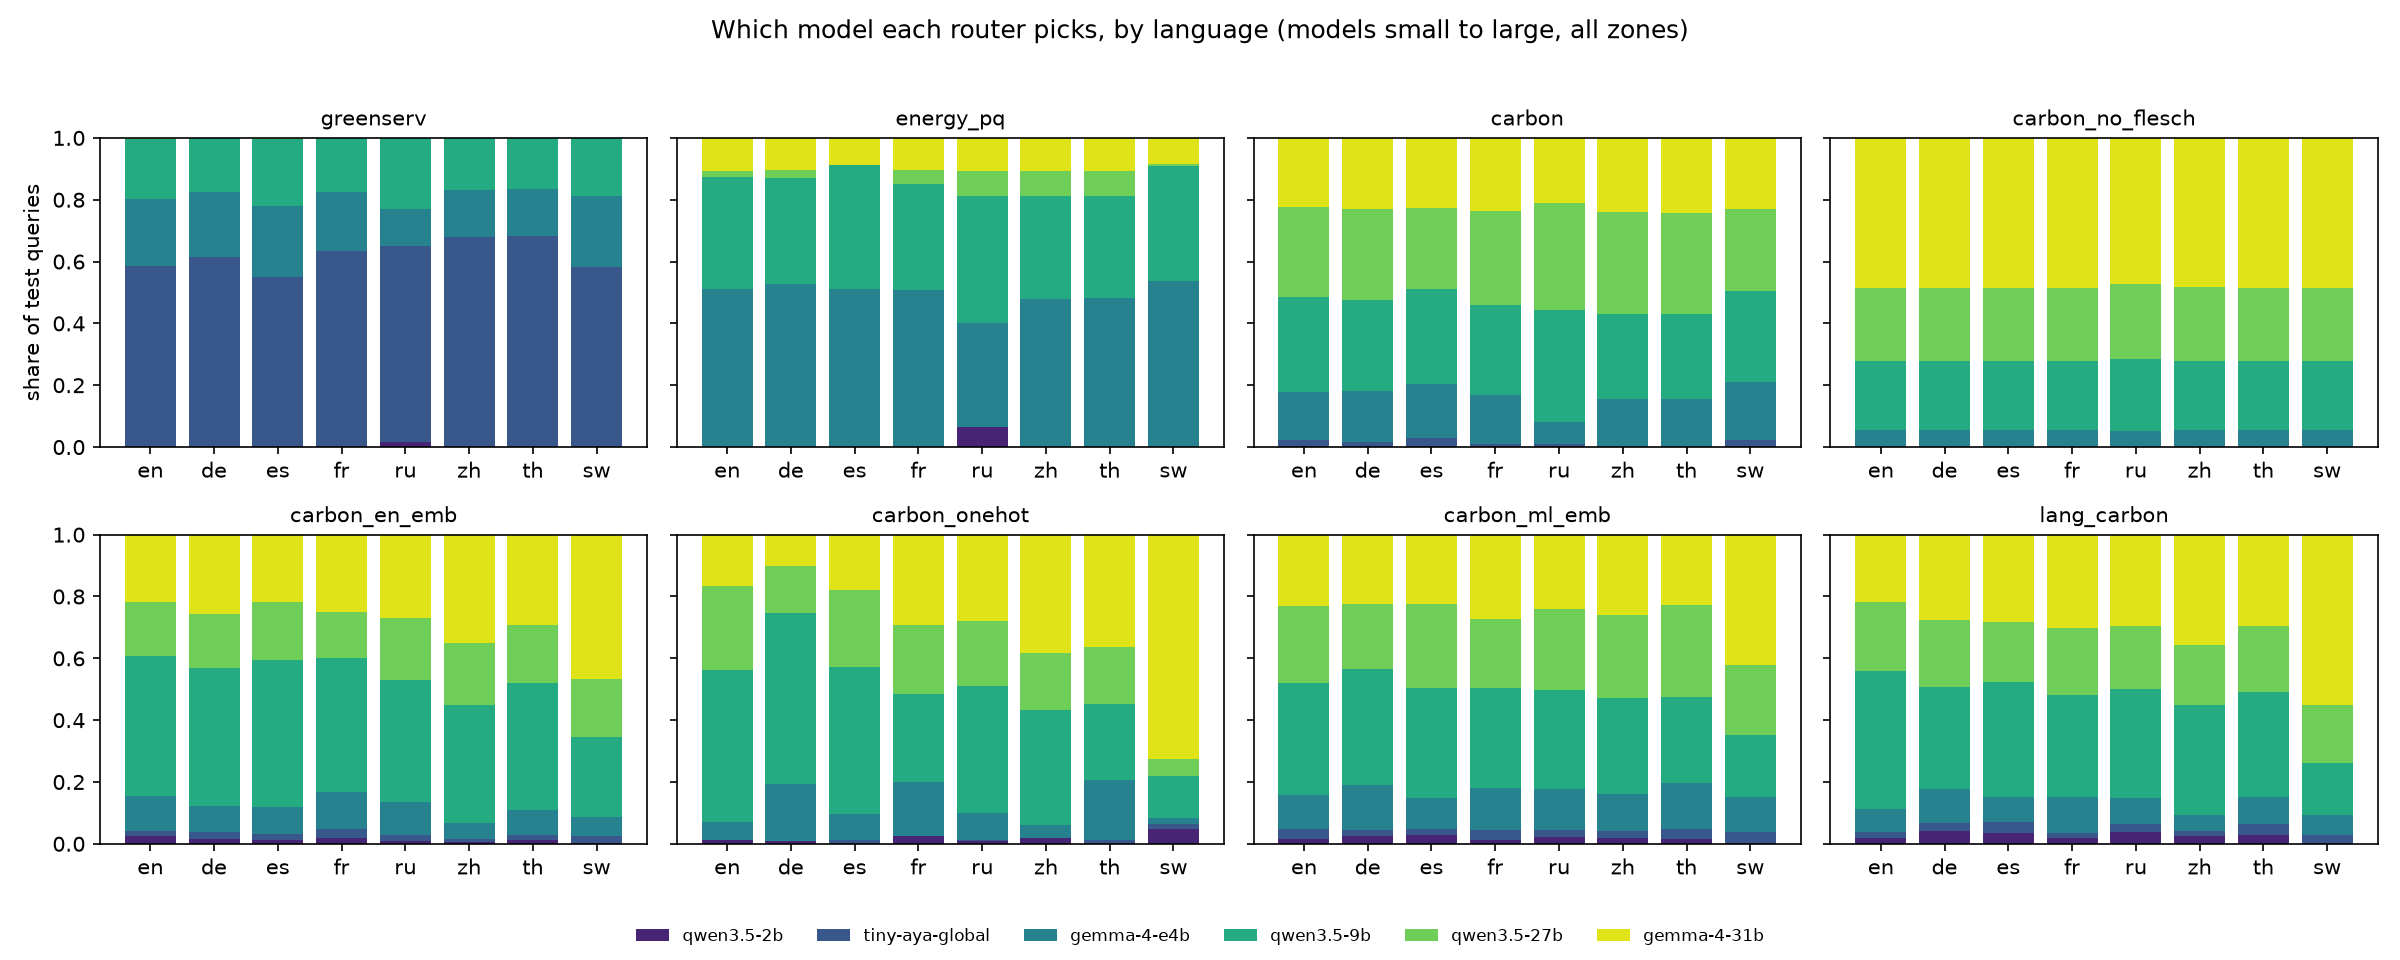 Which model each router picks, by language (models small to large, all zones)
greenserv
energy_pq
carbon
carbon_no_flesch
share of test queries
1.0
0.8
0.6
0.4
0.2
0.0
en de es fr ru zh th sw
en de es fr ru zh th sw
en de es fr ru zh th sw
en de es fr ru zh th sw
carbon_en_emb
carbon_onehot
carbon_ml_emb
lang_carbon
1.0
0.8
0.6
0.4
0.2
0.0
en de es fr ru zh th sw
en de es fr ru zh th sw
en de es fr ru zh th sw
en de es fr ru zh th sw
qwen3.5-2b tiny-aya-global gemma-4-e4b qwen3.5-9b qwen3.5-27b gemma-4-31b